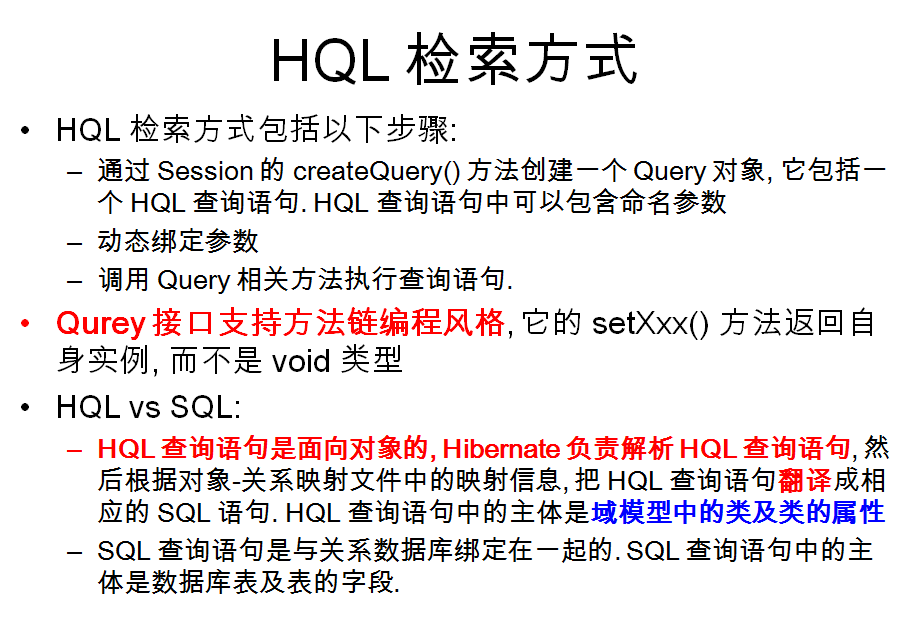 HQL 检索方式
• HQL 检索方式包括以下步骤:
– 通过 Session 的 createQuery() 方法创建一个 Query 对象, 它包括一
个 HQL 查询语句. HQL 查询语句中可以包含命名参数
– 动态绑定参数
– 调用 Query 相关方法执行查询语句.
• Qurey 接口支持方法链编程风格, 它的 setXxx() 方法返回自
身实例, 而不是 void 类型
• HQL vs SQL:
– HQL 查询语句是面向对象的, Hibernate 负责解析 HQL 查询语句, 然
后根据对象-关系映射文件中的映射信息, 把 HQL 查询语句翻译成相
应的 SQL 语句. HQL 查询语句中的主体是域模型中的类及类的属性
– SQL 查询语句是与关系数据库绑定在一起的. SQL 查询语句中的主
体是数据库表及表的字段.